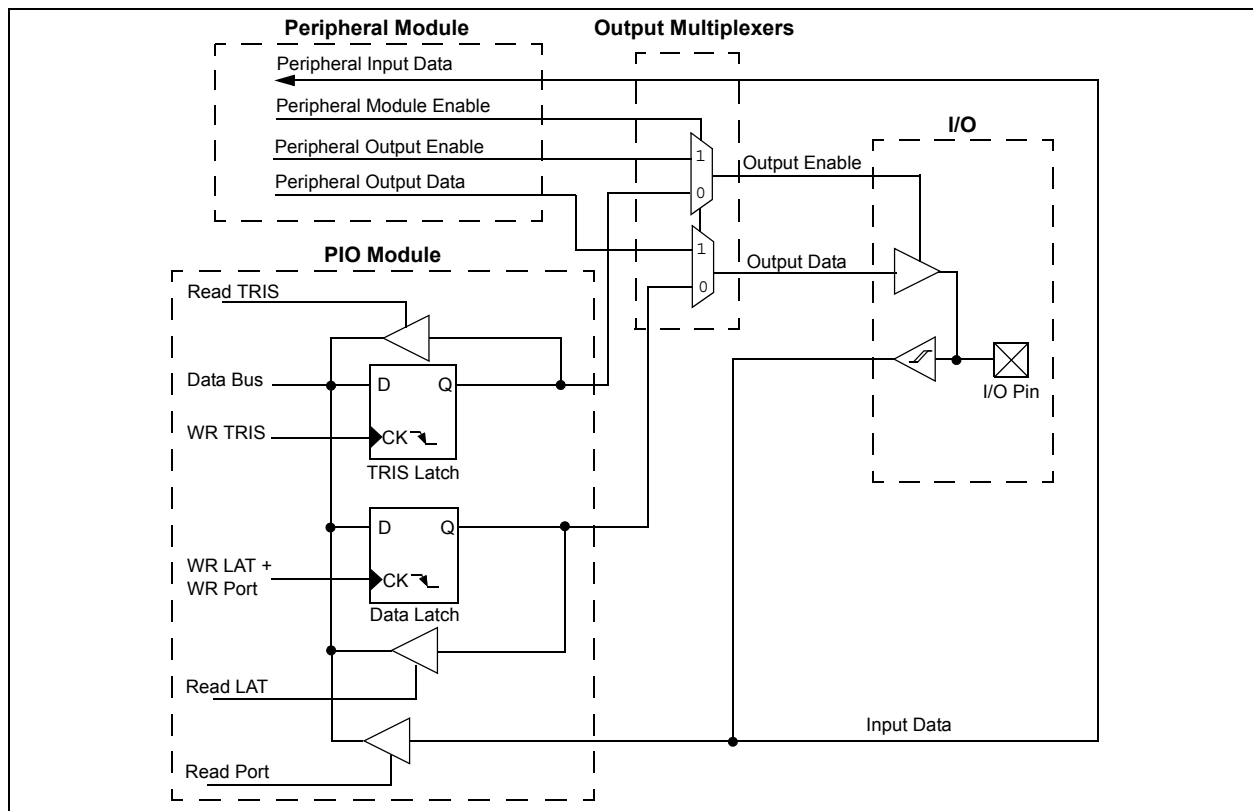 Peripheral Module
Output Multiplexers
Peripheral Input Data
Peripheral Module Enable
Peripheral Output Enable
Peripheral Output Data
1
0
1
0
Output Enable
Output Data
I/O
I/O Pin
PIO Module
Read TRIS
Data Bus
D
Q
WR TRIS
CK
TRIS Latch
D
Q
WR LAT +
WR Port
CK
Data Latch
Read LAT
Input Data
Read Port